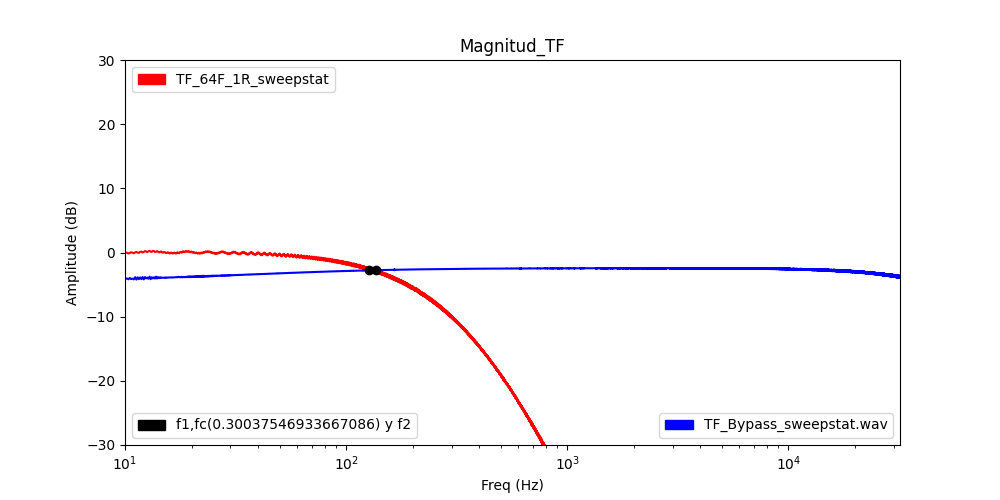 Magnitud_TF
30
TF_64F_1R_sweepstat
20
10
0
−10
−20
−30
Amplitude (dB)
f1,fc(0.30037546933667086) y f2
TF_Bypass_sweepstat.wav
10¹ 10² 10³ 10⁴
Freq (Hz)